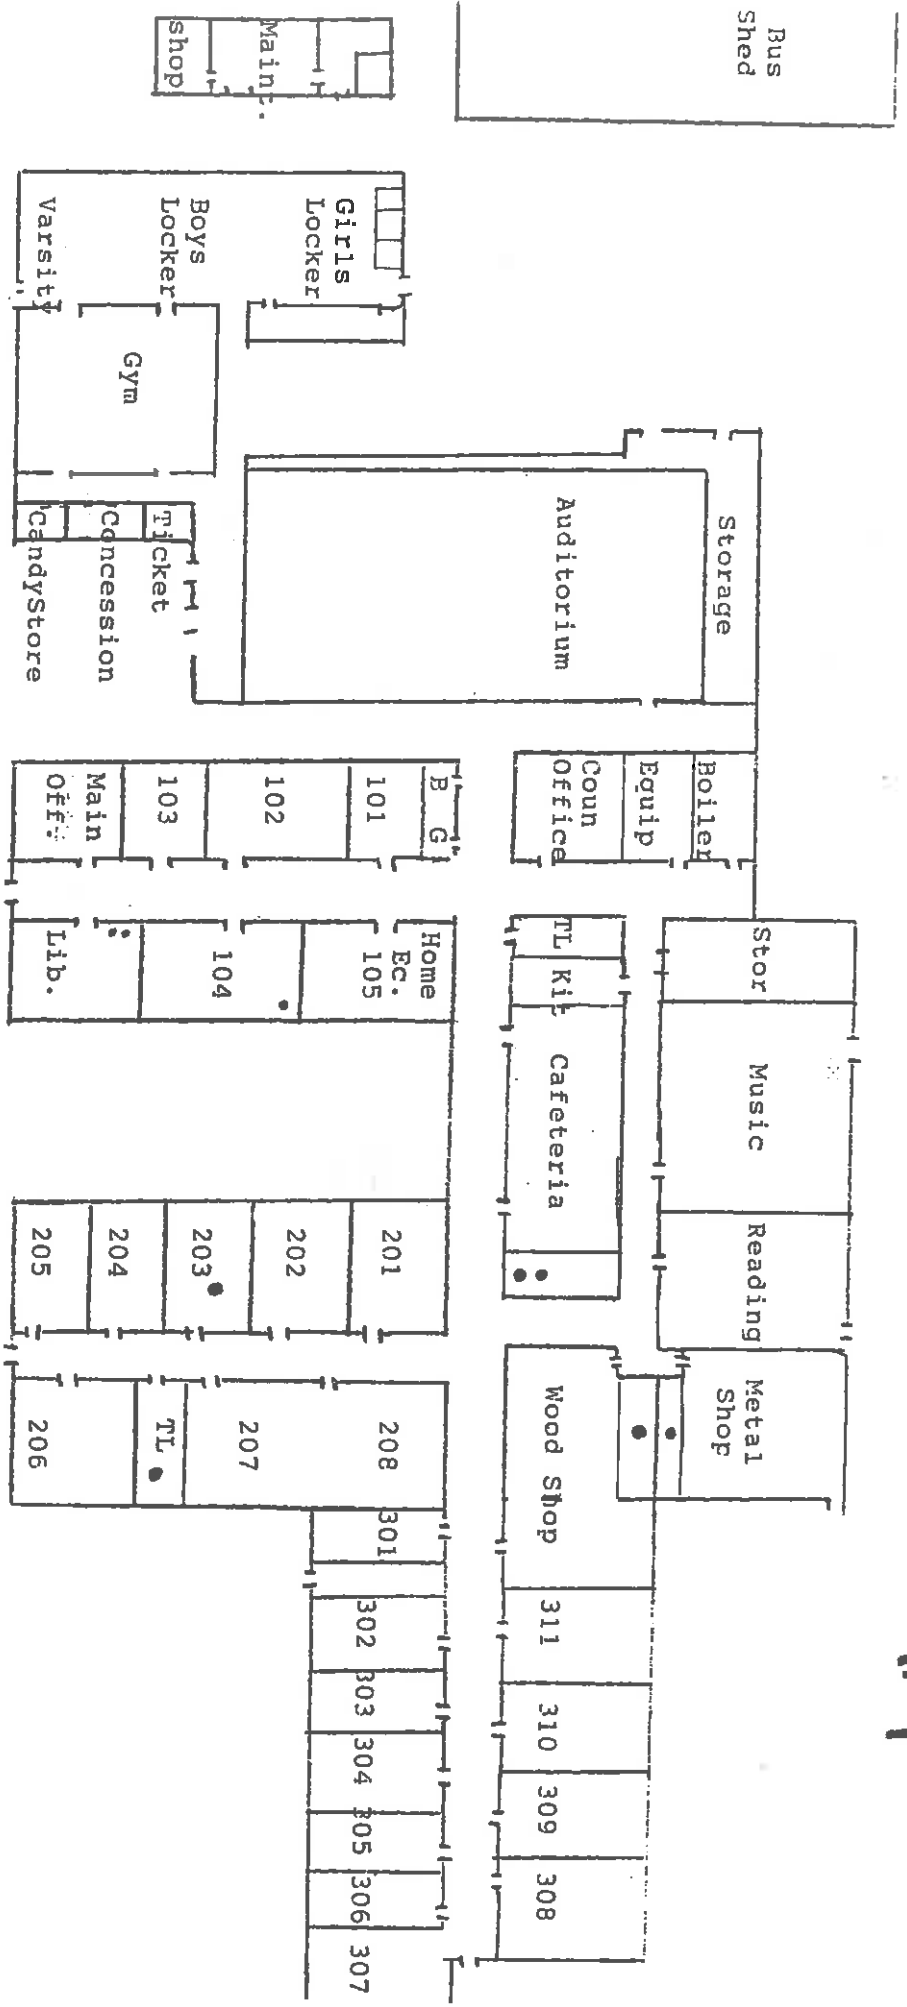 Bus
Shed
Main.
shop
Girls
Locker
Boys
Locker
Varsity
Gym
Storage
Auditorium
Ticket
Concession
CandyStore
Boiler
Equip
Coun
Office
B G
101
102
103
Main
Off.
Stor
TL
Kit
Home
Ec.
105
104
Lib.
Music
Cafeteria
Reading
201
202
203
204
205
Metal
Shop
Wood Shop
208
207
TL
206
301
311
302
303
310
304
309
305
308
306
307